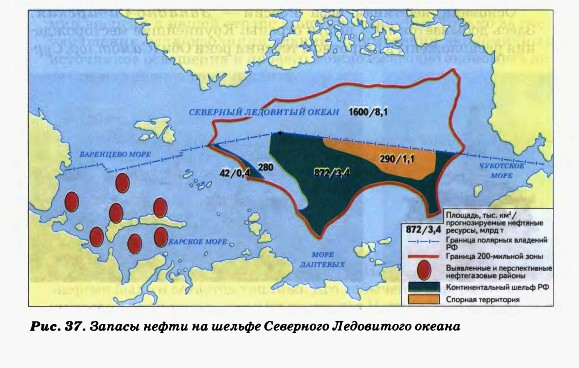 СЕВЕРНЫЙ ЛЕДОВИТЫЙ ОКЕАН 1600/8,1
БАРЕНЦЕВО МОРЕ
42/0,4
280
872/3,4
290/1,1
ЧУКОТСКОЕ
МОРЕ
КАРСКОЕ МОРЕ
МОРЕ
ЛАПТЕВЫХ
872/3,4
Площадь, тыс. км²/
прогнозируемые нефтяные
ресурсы, млрд т
Граница полярных владений
РФ
Граница 200-мильной зоны
Выявленные и перспективные
нефтегазовые районы
Континентальный шельф РФ
Спорная территория
Рис. 37. Запасы нефти на шельфе Северного Ледовитого океана